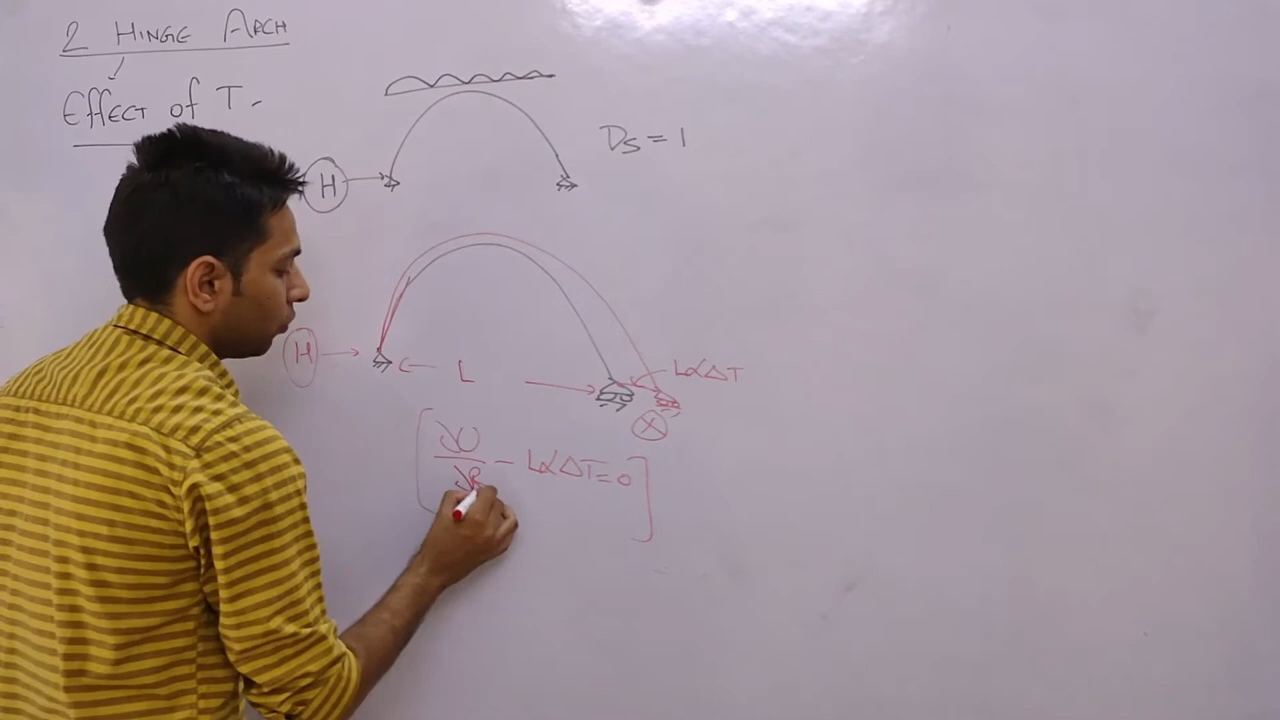 2 HINGE ARCH
EFFECT of T.
H
DS = 1
H
L
LαΔT
x
∂U
∂R - LαΔT = 0